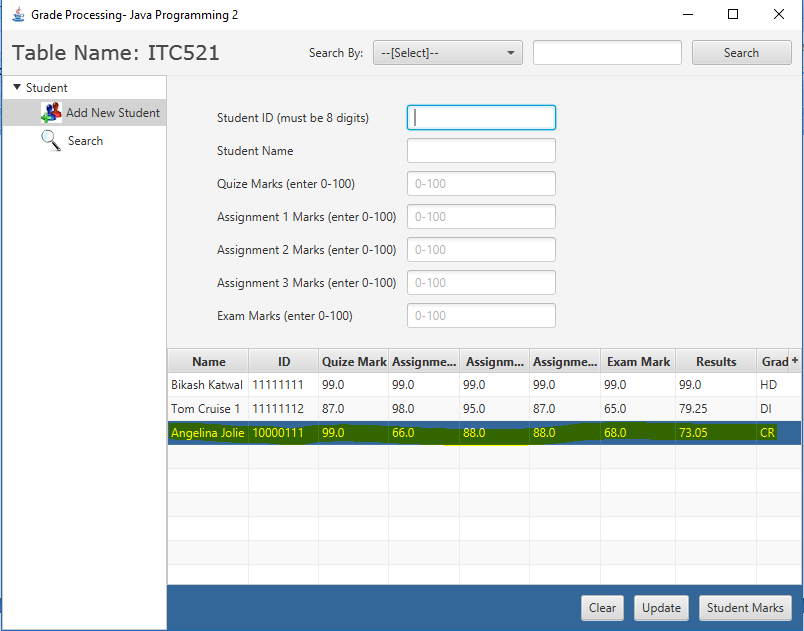 Grade Processing- Java Programming 2
Table Name: ITC521 Search By: --[Select]-- Search
Student
Add New Student
Search
Student ID (must be 8 digits)
Student Name
Quize Marks (enter 0-100) 0-100
Assignment 1 Marks (enter 0-100) 0-100
Assignment 2 Marks (enter 0-100) 0-100
Assignment 3 Marks (enter 0-100) 0-100
Exam Marks (enter 0-100) 0-100
Name ID Quize Mark Assignme... Assignm... Assignme... Exam Mark Results Grad +
Bikash Katwal 11111111 99.0 99.0 99.0 99.0 99.0 99.0 HD
Tom Cruise 1 11111112 87.0 98.0 95.0 87.0 65.0 79.25 DI
Angelina Jolie 10000111 99.0 66.0 88.0 88.0 68.0 73.05 CR
Clear Update Student Marks